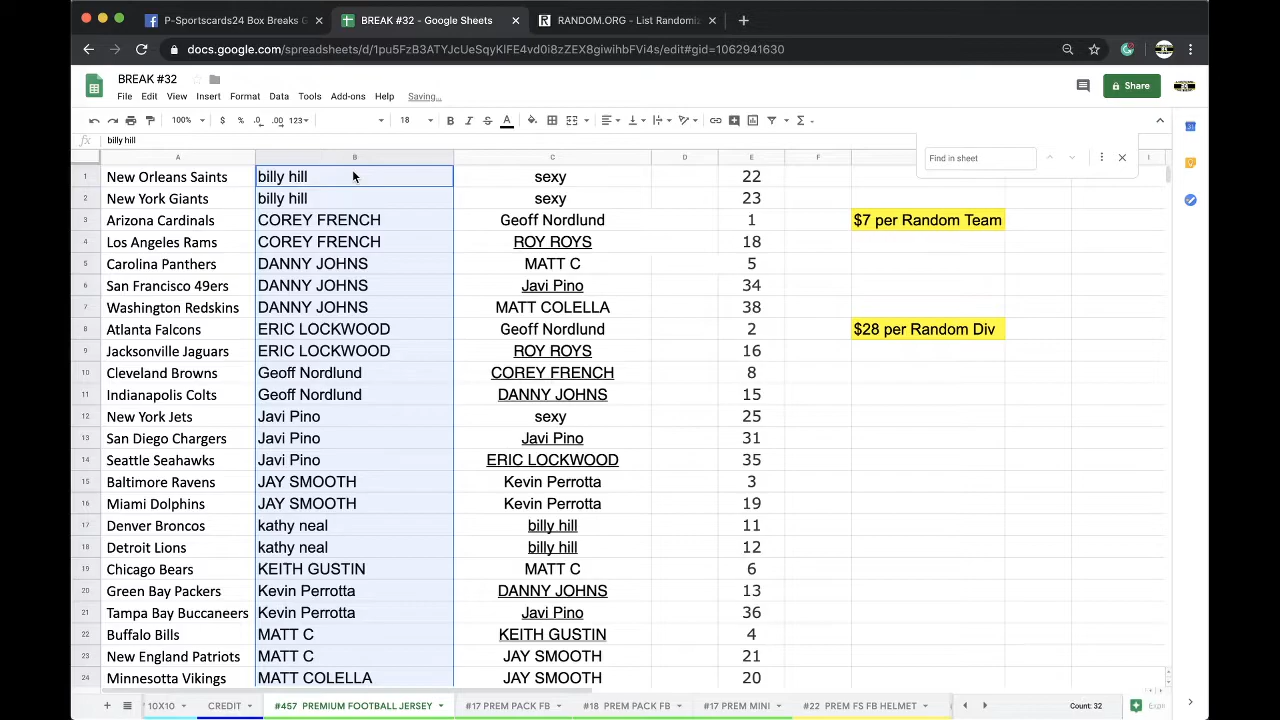 P-Sportscards24 Box Breaks G
BREAK #32 - Google Sheets
RANDOM.ORG - List Randomiz
docs.google.com/spreadsheets/d/1pu5FzB3ATYJcUeSqyKIFE4vd0i8zZEX8giwihbFVi4s/edit#gid=1062941630
BREAK #32
File Edit View Insert Format Data Tools Add-ons Help Saving...
Share
100% $ % .0 .00 123 18 B I S A
fx billy hill
Find in sheet
A B C D E F I
1 New Orleans Saints billy hill sexy 22
2 New York Giants billy hill sexy 23
3 Arizona Cardinals COREY FRENCH Geoff Nordlund 1 $7 per Random Team
4 Los Angeles Rams COREY FRENCH ROY ROYS 18
5 Carolina Panthers DANNY JOHNS MATT C 5
6 San Francisco 49ers DANNY JOHNS Javi Pino 34
7 Washington Redskins DANNY JOHNS MATT COLELLA 38
8 Atlanta Falcons ERIC LOCKWOOD Geoff Nordlund 2 $28 per Random Div
9 Jacksonville Jaguars ERIC LOCKWOOD ROY ROYS 16
10 Cleveland Browns Geoff Nordlund COREY FRENCH 8
11 Indianapolis Colts Geoff Nordlund DANNY JOHNS 15
12 New York Jets Javi Pino sexy 25
13 San Diego Chargers Javi Pino Javi Pino 31
14 Seattle Seahawks Javi Pino ERIC LOCKWOOD 35
15 Baltimore Ravens JAY SMOOTH Kevin Perrotta 3
16 Miami Dolphins JAY SMOOTH Kevin Perrotta 19
17 Denver Broncos kathy neal billy hill 11
18 Detroit Lions kathy neal billy hill 12
19 Chicago Bears KEITH GUSTIN MATT C 6
20 Green Bay Packers Kevin Perrotta DANNY JOHNS 13
21 Tampa Bay Buccaneers Kevin Perrotta Javi Pino 36
22 Buffalo Bills MATT C KEITH GUSTIN 4
23 New England Patriots MATT C JAY SMOOTH 21
24 Minnesota Vikings MATT COLELLA JAY SMOOTH 20
10X10 CREDIT #457 PREMIUM FOOTBALL JERSEY #17 PREM PACK FB #18 PREM PACK FB #17 PREM MINI #22 PREM FS FB HELMET Count: 32